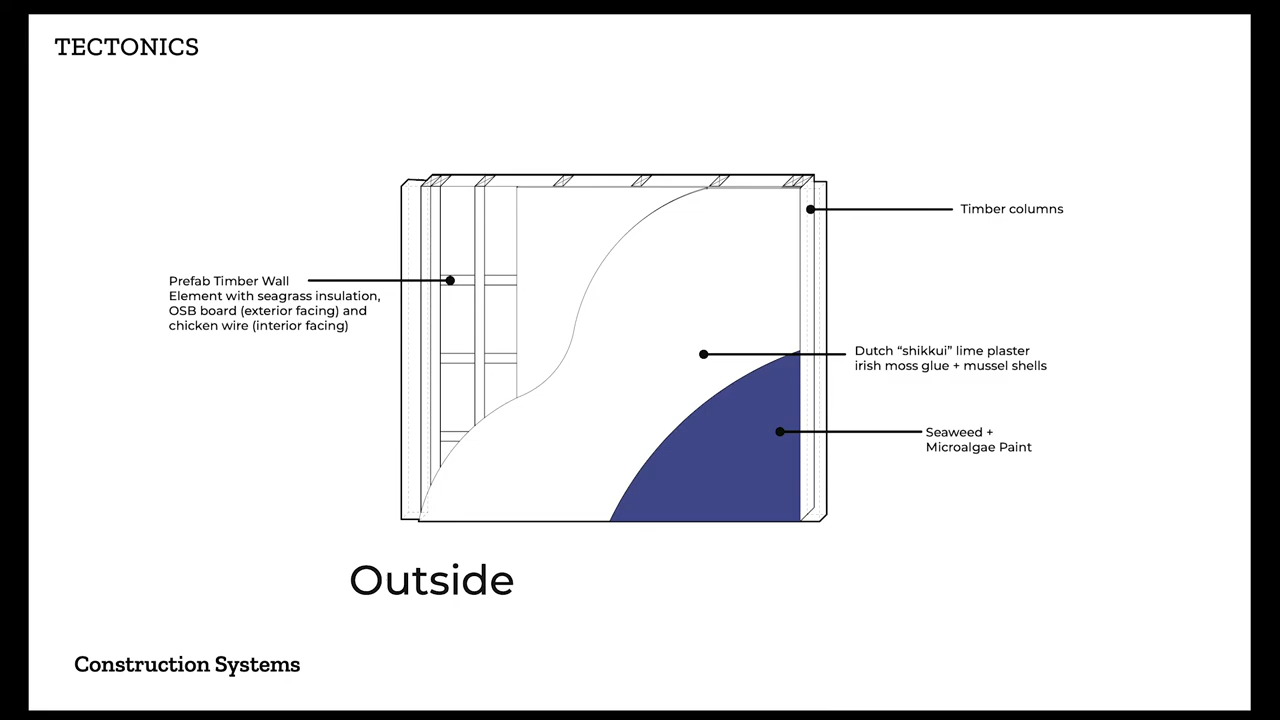 TECTONICS
Timber columns
Prefab Timber Wall
Element with seagrass insulation,
OSB board (exterior facing) and
chicken wire (interior facing)
Dutch “shikkui” lime plaster
irish moss glue + mussel shells
Seaweed +
Microalgae Paint
Outside
Construction Systems